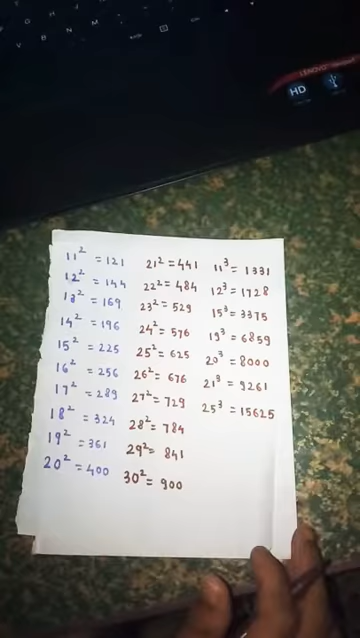 LENOVO
HD
11² = 121
12² = 144
13² = 169
14² = 196
15² = 225
16² = 256
17² = 289
18² = 324
19² = 361
20² = 400
21² = 441
22² = 484
23² = 529
24² = 576
25² = 625
26² = 676
27² = 729
28² = 784
29² = 841
30² = 900
11³ = 1331
12³ = 1728
15³ = 3375
19³ = 6859
20³ = 8000
21³ = 9261
25³ = 15625